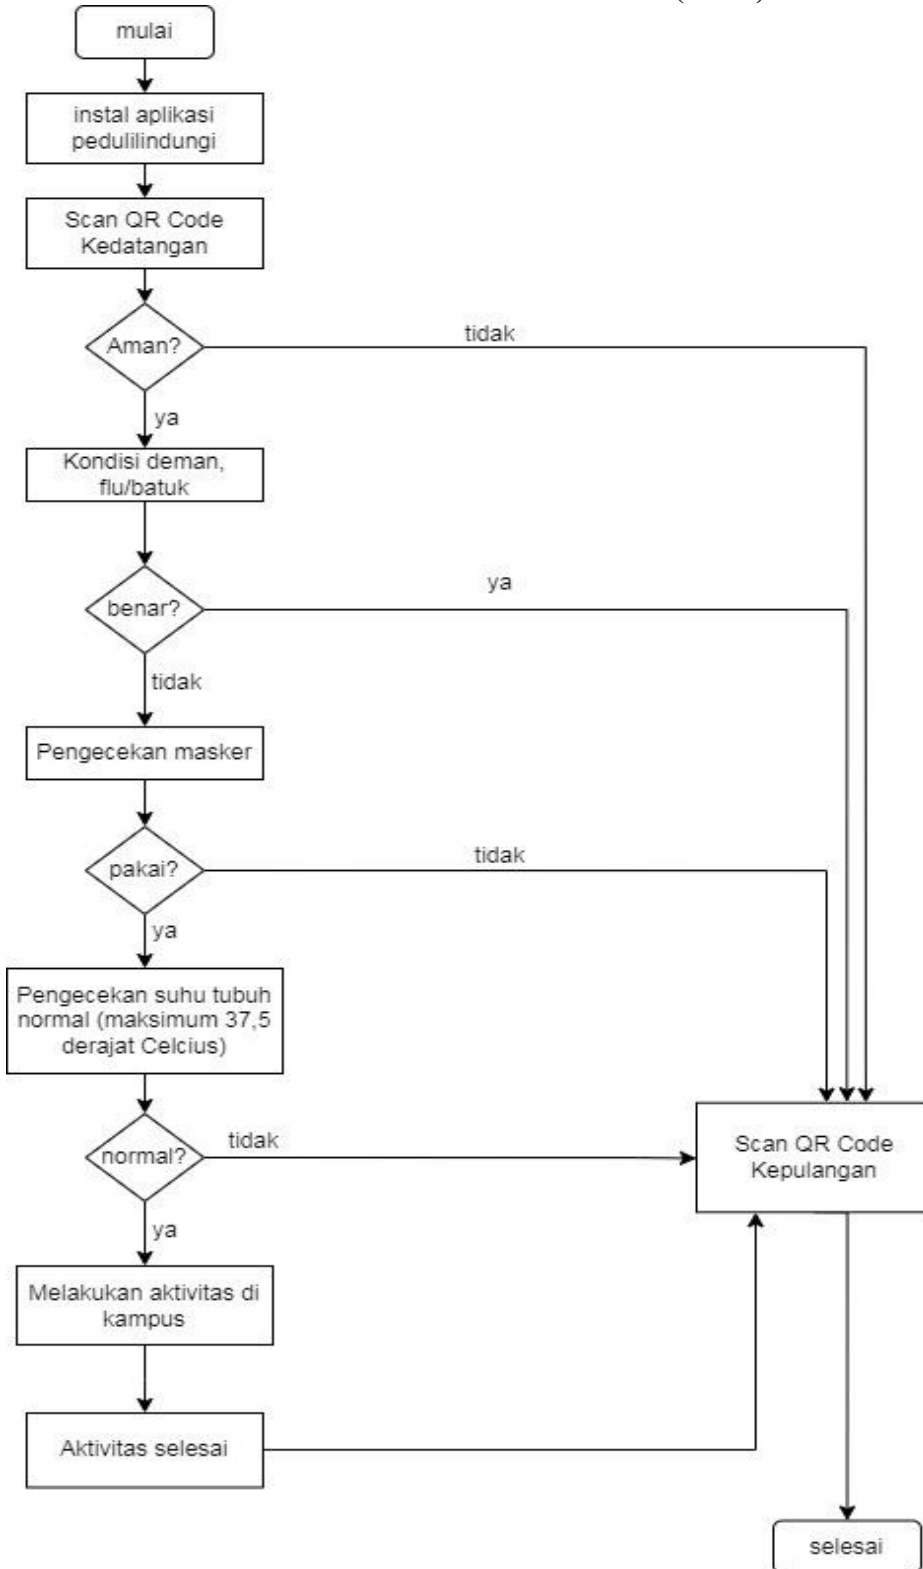 mulai
instal aplikasi
pedulilindungi
Scan QR Code
Kedatangan
Aman?
tidak
ya
Kondisi deman,
flu/batuk
benar?
ya
tidak
Pengecekan masker
pakai?
tidak
ya
Pengecekan suhu tubuh
normal (maksimum 37,5
derajat Celcius)
normal?
tidak
Scan QR Code
Kepulangan
ya
Melakukan aktivitas di
kampus
Aktivitas selesai
selesai